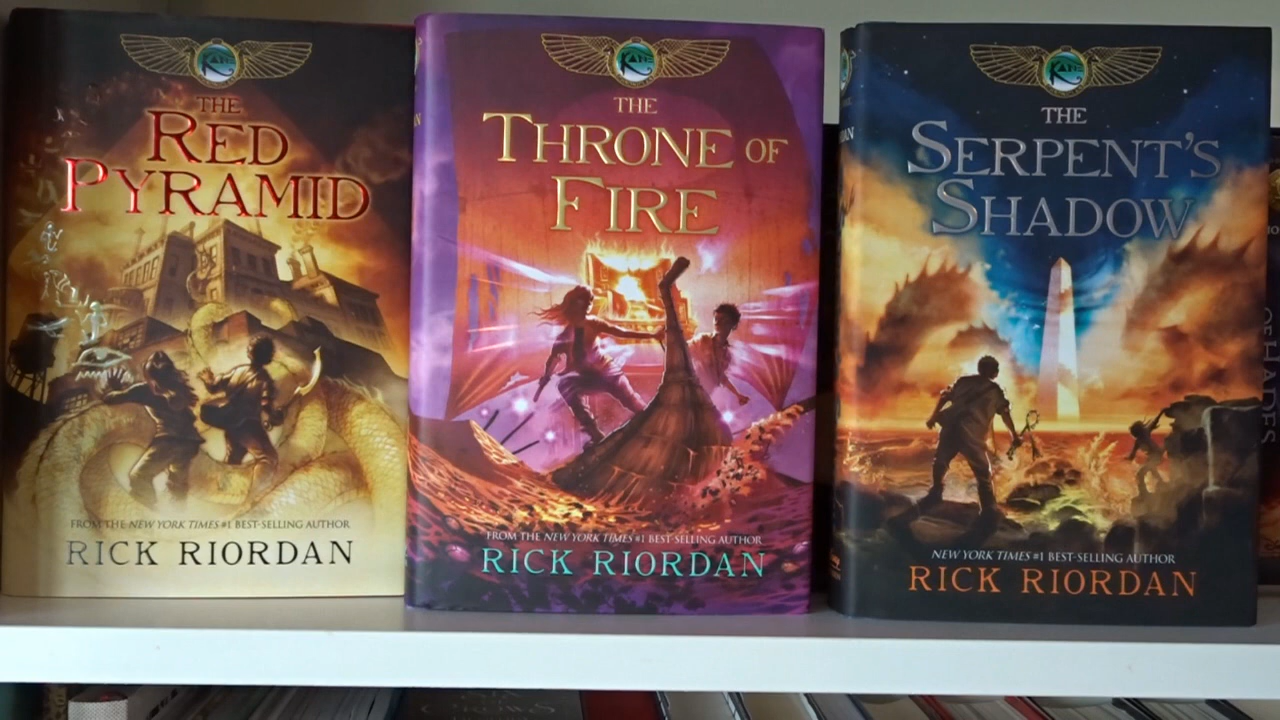 KANE
THE
RED
PYRAMID
FROM THE NEW YORK TIMES #1 BEST-SELLING AUTHOR
RICK RIORDAN
KANE
THE
THRONE OF
FIRE
FROM THE NEW YORK TIMES #1 BEST-SELLING AUTHOR
RICK RIORDAN
KANE
THE
SERPENT'S
SHADOW
NEW YORK TIMES #1 BEST-SELLING AUTHOR
RICK RIORDAN
OF HADES